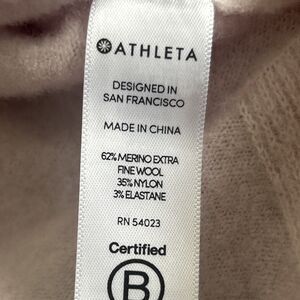 ATHLETA
DESIGNED IN
SAN FRANCISCO
MADE IN CHINA
62% MERINO EXTRA
FINE WOOL
35% NYLON
3% ELASTANE
RN 54023
Certified
B